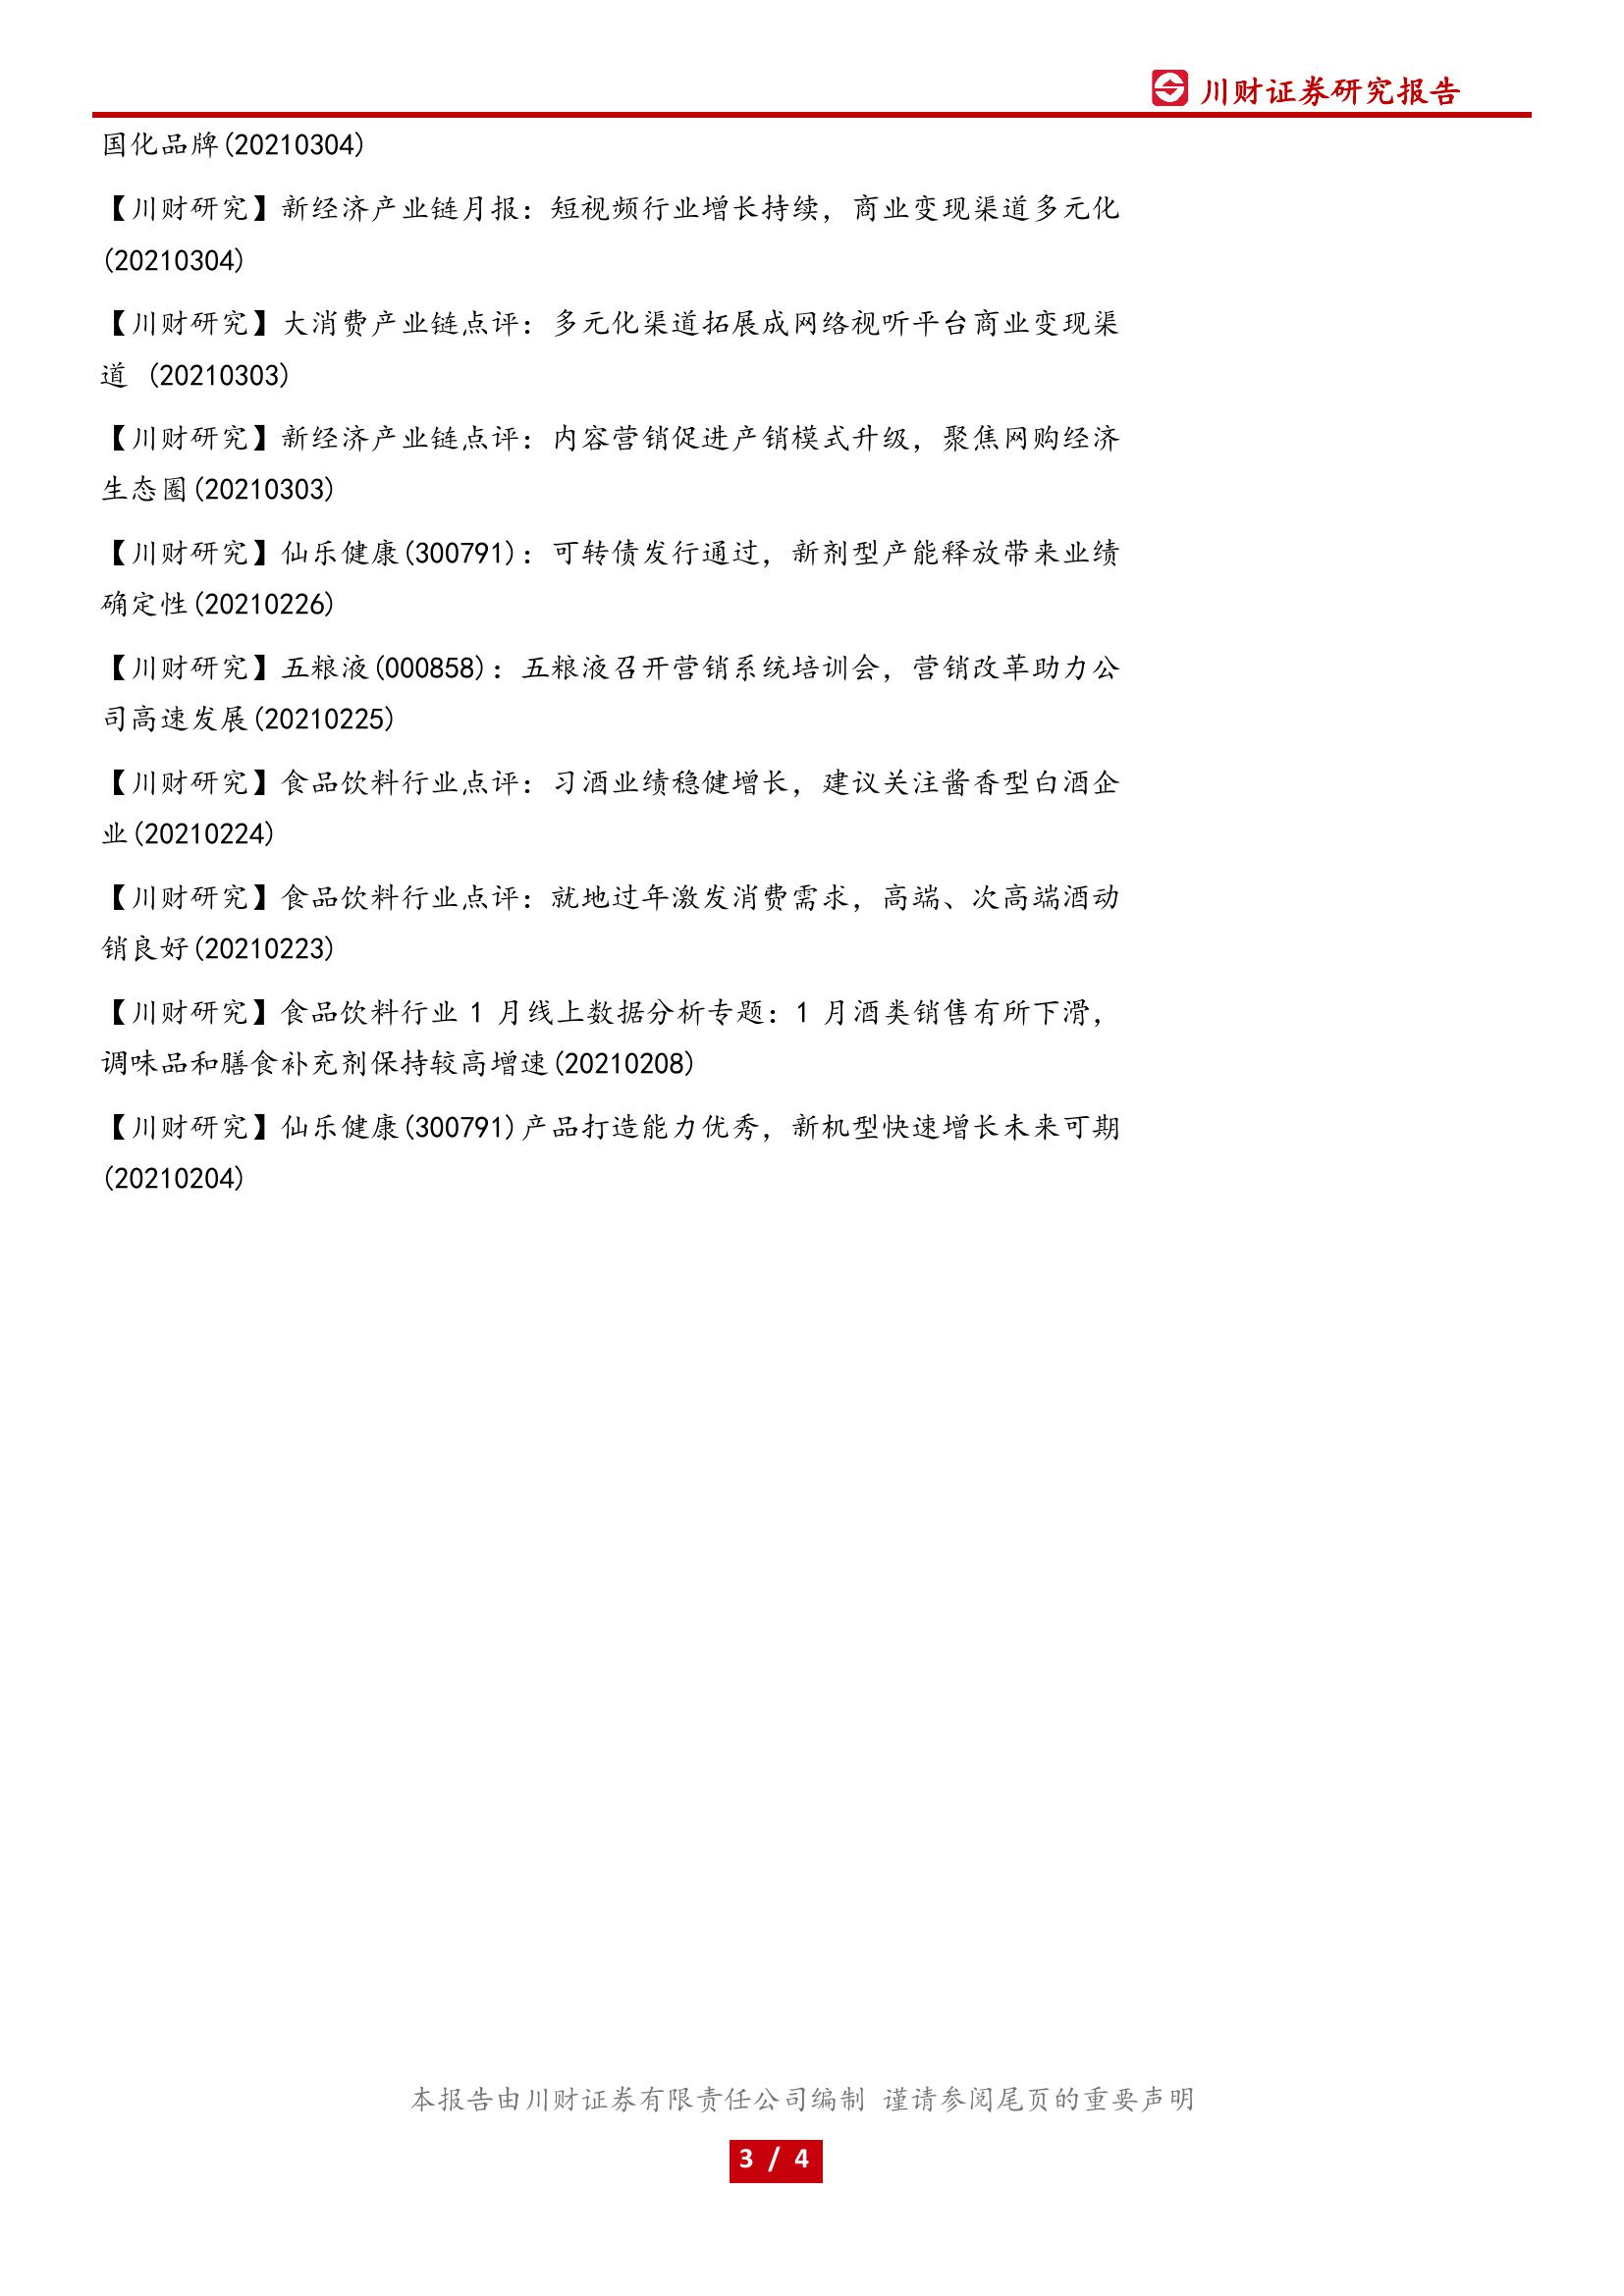 川财证券研究报告
国化品牌(20210304)
【川财研究】新经济产业链月报：短视频行业增长持续，商业变现渠道多元化
(20210304)
【川财研究】大消费产业链点评：多元化渠道拓展成网络视听平台商业变现渠
道 (20210303)
【川财研究】新经济产业链点评：内容营销促进产销模式升级，聚焦网购经济
生态圈(20210303)
【川财研究】仙乐健康(300791)：可转债发行通过，新剂型产能释放带来业绩
确定性(20210226)
【川财研究】五粮液(000858)：五粮液召开营销系统培训会，营销改革助力公
司高速发展(20210225)
【川财研究】食品饮料行业点评：习酒业绩稳健增长，建议关注酱香型白酒企
业(20210224)
【川财研究】食品饮料行业点评：就地过年激发消费需求，高端、次高端酒动
销良好(20210223)
【川财研究】食品饮料行业 1 月线上数据分析专题：1 月酒类销售有所下滑，
调味品和膳食补充剂保持较高增速(20210208)
【川财研究】仙乐健康(300791)产品打造能力优秀，新机型快速增长未来可期
(20210204)
本报告由川财证券有限责任公司编制 谨请参阅尾页的重要声明
3 / 4